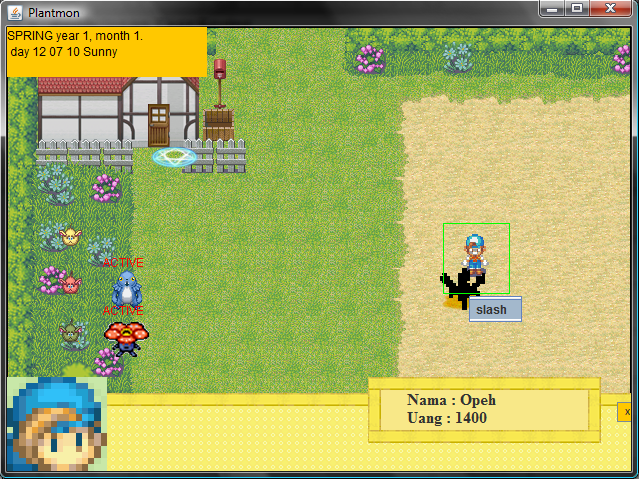 Plantmon
SPRING year 1, month 1.
day 12 07 10 Sunny
ACTIVE
ACTIVE
slash
Nama : Opeh
Uang : 1400
x